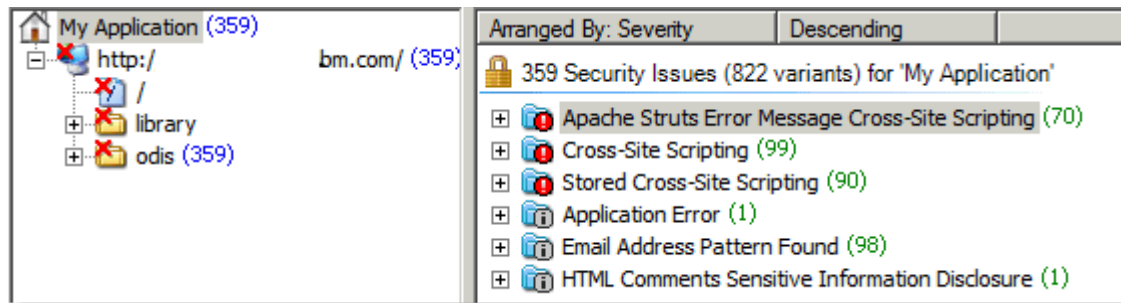 My Application (359)
http:/ bm.com/ (359)
/
library
odis (359)
Arranged By: Severity Descending
359 Security Issues (822 variants) for 'My Application'
Apache Struts Error Message Cross-Site Scripting (70)
Cross-Site Scripting (99)
Stored Cross-Site Scripting (90)
Application Error (1)
Email Address Pattern Found (98)
HTML Comments Sensitive Information Disclosure (1)